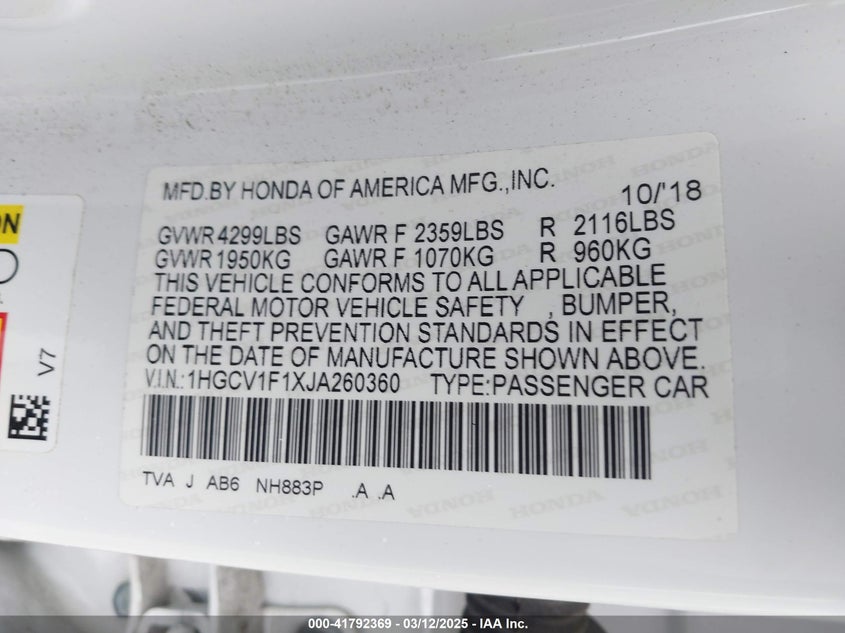 MFD.BY HONDA OF AMERICA MFG.,INC. 10/'18
GVWR 4299LBS GAWR F 2359LBS R 2116LBS
GVWR 1950KG GAWR F 1070KG R 960KG
THIS VEHICLE CONFORMS TO ALL APPLICABLE
FEDERAL MOTOR VEHICLE SAFETY , BUMPER,
AND THEFT PREVENTION STANDARDS IN EFFECT
ON THE DATE OF MANUFACTURE SHOWN ABOVE.
V.I.N.:1HGCV1F1XJA260360 TYPE:PASSENGER CAR
TVA J AB6 NH883P .A .A
V7
000-41792369 - 03/12/2025 - IAA Inc.